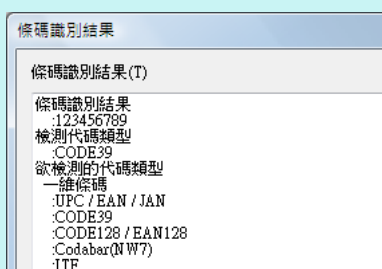 條碼識別結果
條碼識別結果(T)
條碼識別結果
:123456789
檢測代碼類型
:CODE39
欲檢測的代碼類型
一維條碼
:UPC / EAN / JAN
:CODE39
:CODE128 / EAN128
:Codabar(NW7)
:ITF